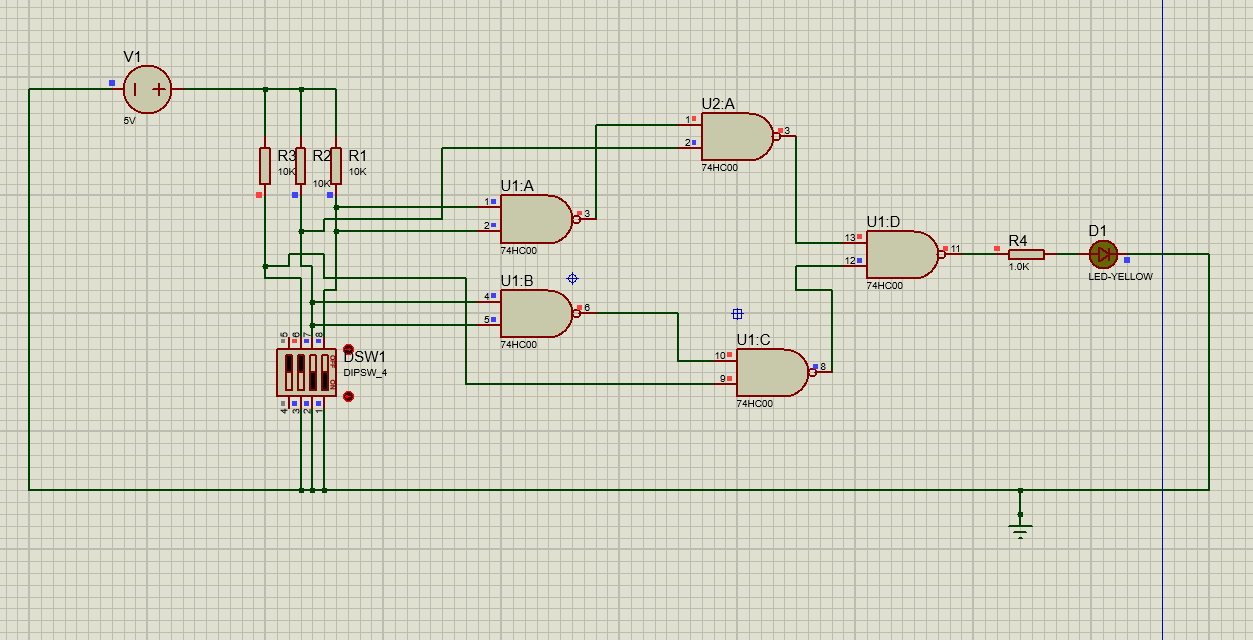 V1
5V
R3
R2
R1
10K
10K
10K
U2:A
1
2
3
74HC00
U1:A
1
2
3
74HC00
U1:D
13
12
11
74HC00
R4
1.0K
D1
LED-YELLOW
U1:B
4
5
6
74HC00
U1:C
10
9
8
74HC00
5
6
7
8
DSW1
DIPSW_4
OFF
ON
4
3
2
1